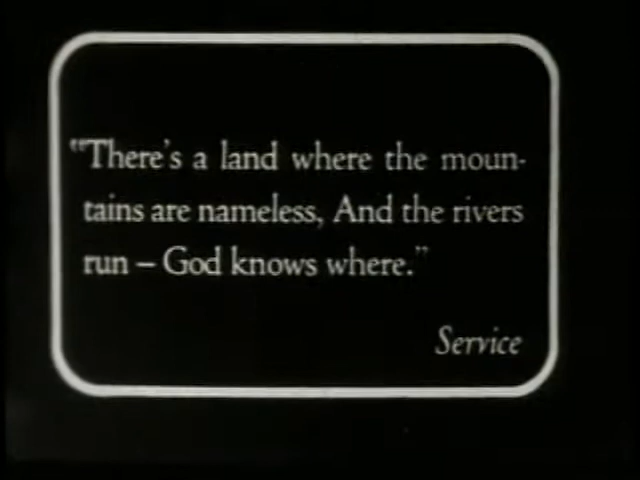 "There's a land where the moun-
tains are nameless, And the rivers
run – God knows where."
Service